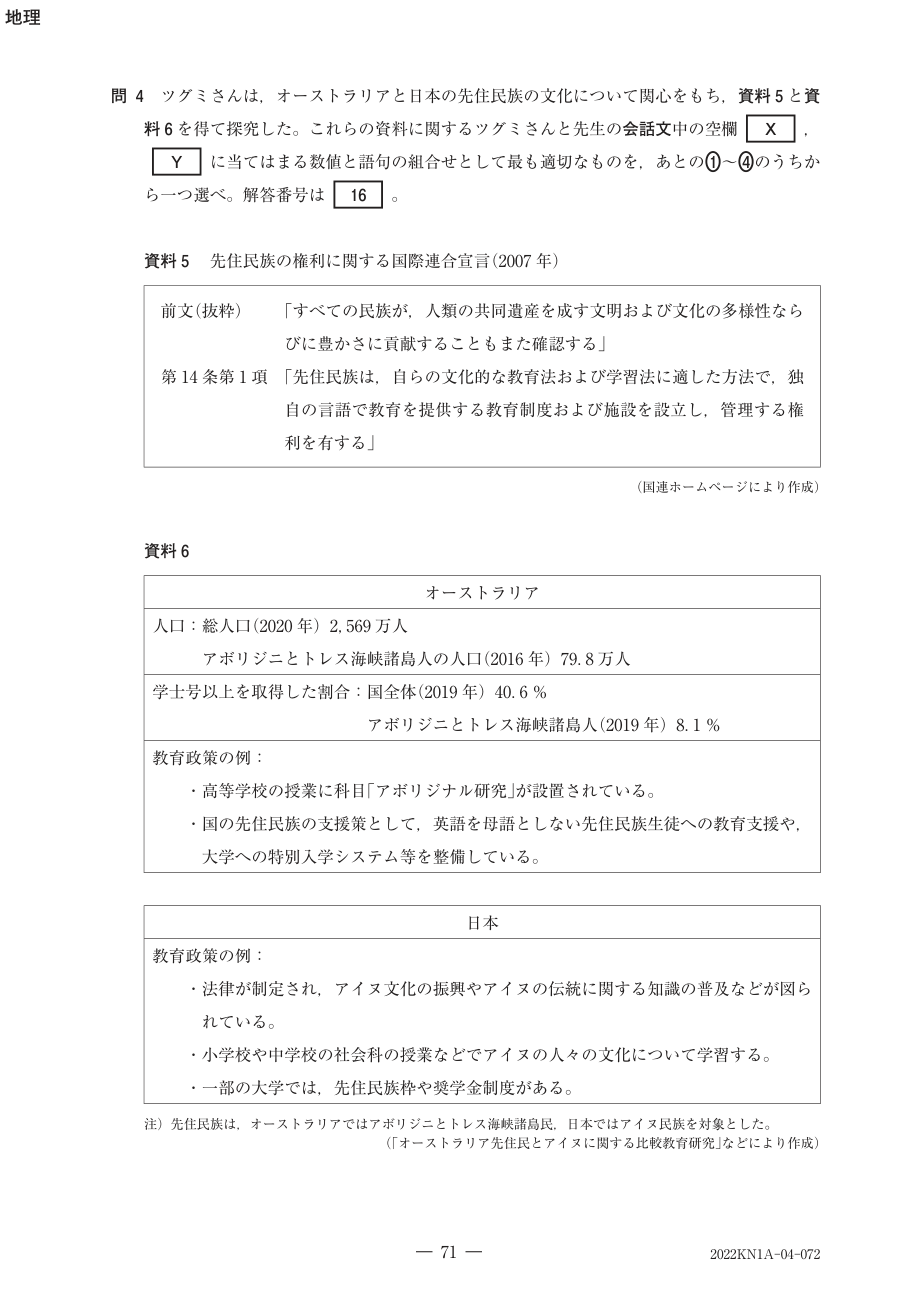 地理
問 4 ツグミさんは，オーストラリアと日本の先住民族の文化について関心をもち，資料5と資
料6を得て探究した。これらの資料に関するツグミさんと先生の会話文中の空欄 X ，
Y に当てはまる数値と語句の組合せとして最も適切なものを，あとの①～④のうちか
ら一つ選べ。解答番号は 16 。
資料5 先住民族の権利に関する国際連合宣言(2007年)
前文(抜粋) 「すべての民族が，人類の共同遺産を成す文明および文化の多様性なら
びに豊かさに貢献することもまた確認する」
第14条第1項 「先住民族は，自らの文化的な教育法および学習法に適した方法で，独
自の言語で教育を提供する教育制度および施設を設立し，管理する権
利を有する」
(国連ホームページにより作成)
資料6
オーストラリア
人口：総人口(2020年) 2,569万人
アボリジニとトレス海峡諸島人の人口(2016年) 79.8万人
学士号以上を取得した割合：国全体(2019年) 40.6％
アボリジニとトレス海峡諸島人(2019年) 8.1％
教育政策の例：
・高等学校の授業に科目「アボリジナル研究」が設置されている。
・国の先住民族の支援策として，英語を母語としない先住民族生徒への教育支援や，
大学への特別入学システム等を整備している。
日本
教育政策の例：
・法律が制定され，アイヌ文化の振興やアイヌの伝統に関する知識の普及などが図ら
れている。
・小学校や中学校の社会科の授業などでアイヌの人々の文化について学習する。
・一部の大学では，先住民族枠や奨学金制度がある。
注）先住民族は，オーストラリアではアボリジニとトレス海峡諸島民，日本ではアイヌ民族を対象とした。
(「オーストラリア先住民とアイヌに関する比較教育研究」などにより作成)
― 71 ―
2022KN1A-04-072